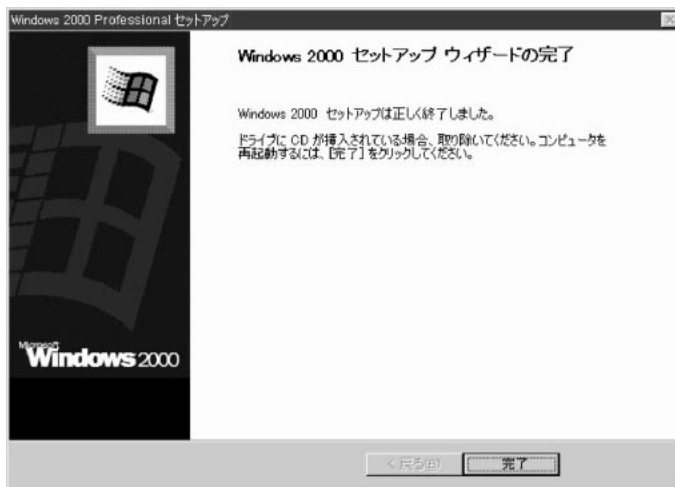 Windows 2000 Professional セットアップ
Windows 2000 セットアップ ウィザードの完了
Windows 2000 セットアップは正しく終了しました。
ドライブに CD が挿入されている場合、取り除いてください。コンピュータを
再起動するには、[完了] をクリックしてください。
Microsoft
Windows 2000
< 戻る(B)
完了